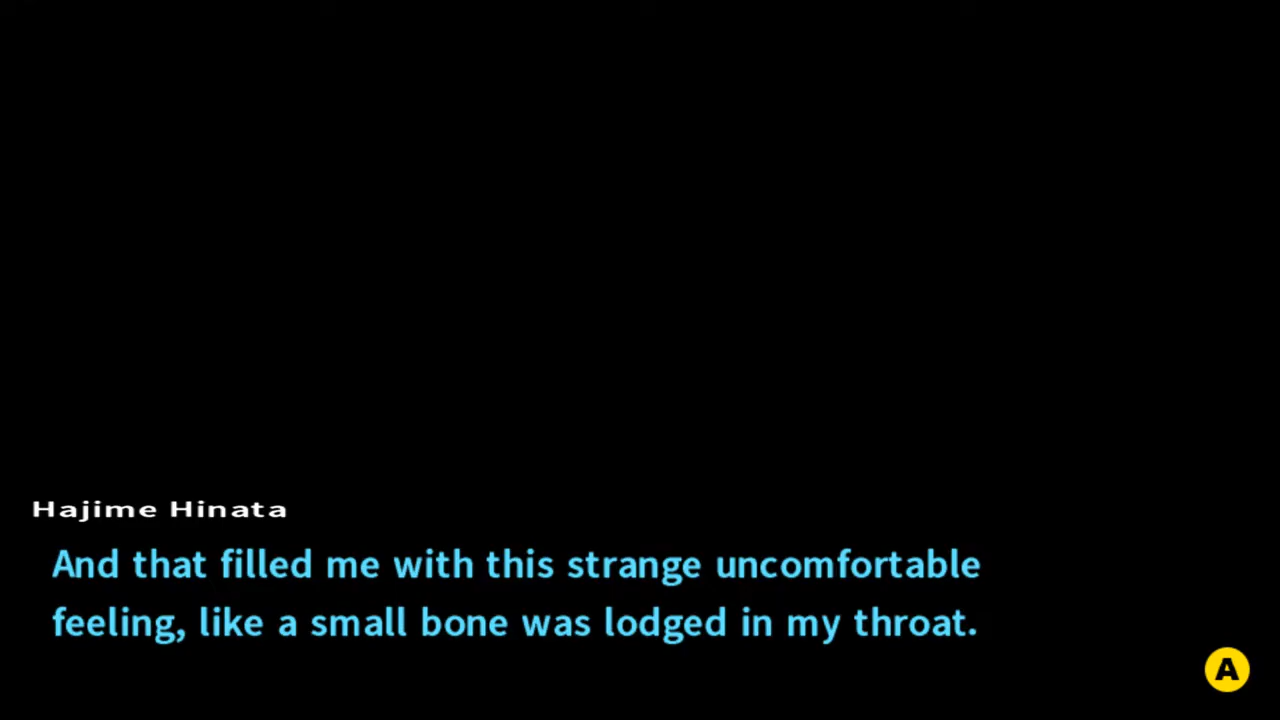 Hajime Hinata
And that filled me with this strange uncomfortable
feeling, like a small bone was lodged in my throat.
A